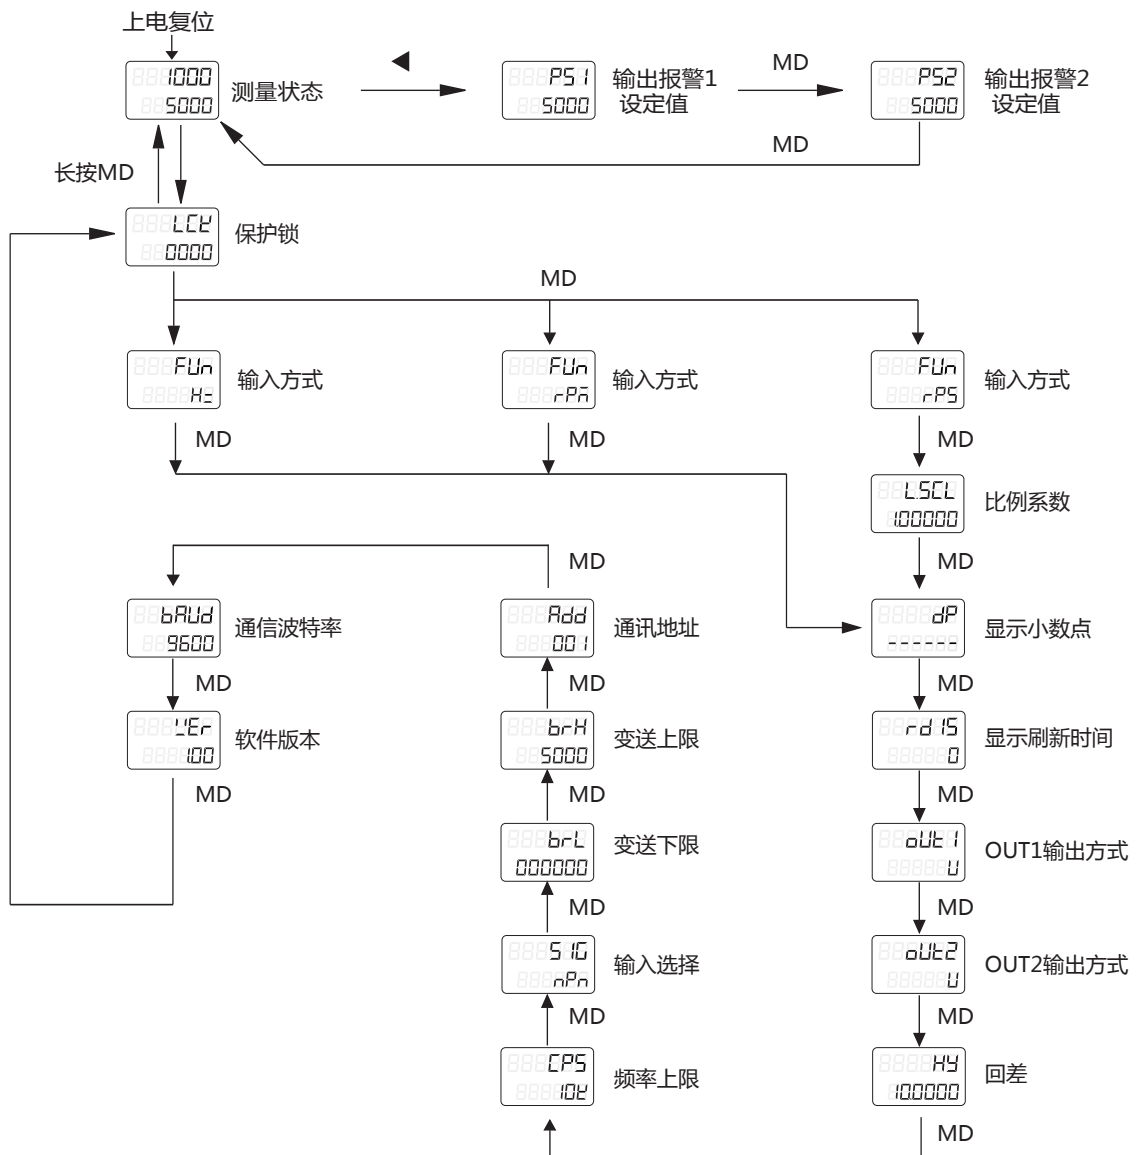 上电复位
1000
5000
测量状态
PS1
5000
输出报警1
设定值
MD
PS2
5000
输出报警2
设定值
MD
长按MD
LCK
0000
保护锁
MD
FUn
Hz
输入方式
FUn
rPm
输入方式
FUn
rPS
输入方式
MD
MD
MD
L.SCL
1.00000
比例系数
MD
MD
bAUd
9600
通信波特率
Add
001
通讯地址
dP
------
显示小数点
MD
MD
MD
VEr
1.00
软件版本
brH
5000
变送上限
rdIS
0
显示刷新时间
MD
MD
MD
brL
000000
变送下限
oUt1
U
OUT1输出方式
MD
MD
SIG
nPn
输入选择
oUt2
U
OUT2输出方式
MD
MD
CPS
10K
频率上限
HY
10.0000
回差
MD